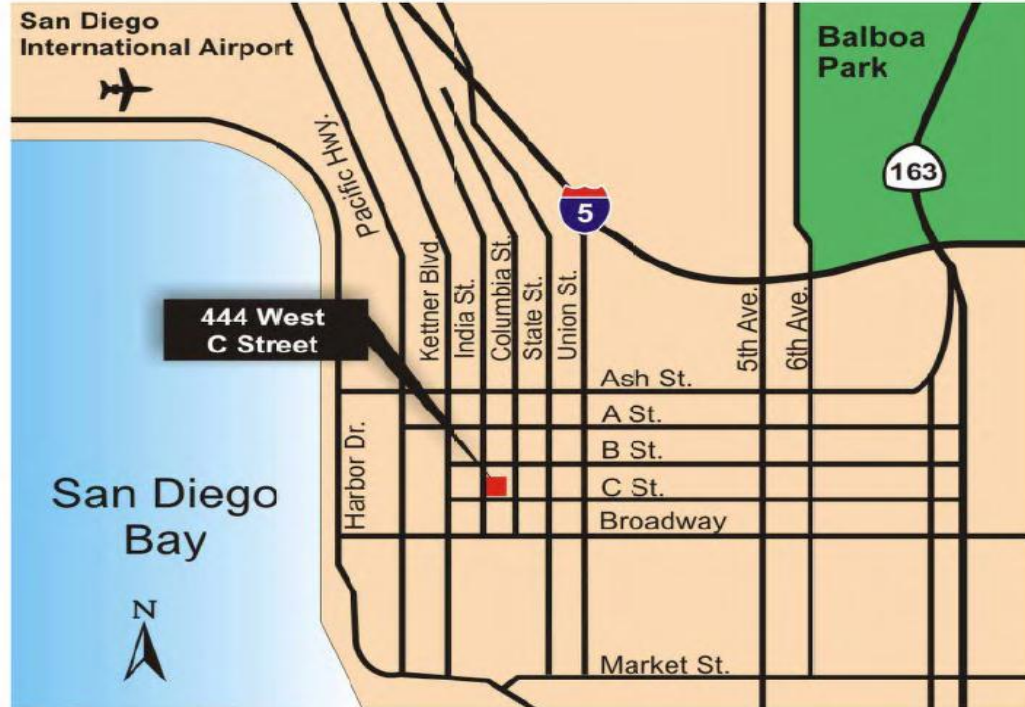 San Diego
International Airport
Balboa
Park
163
5
Pacific Hwy.
Kettner Blvd.
India St.
Columbia St.
State St.
Union St.
5th Ave.
6th Ave.
444 West
C Street
Ash St.
A St.
B St.
C St.
Broadway
Harbor Dr.
San Diego
Bay
N
Market St.